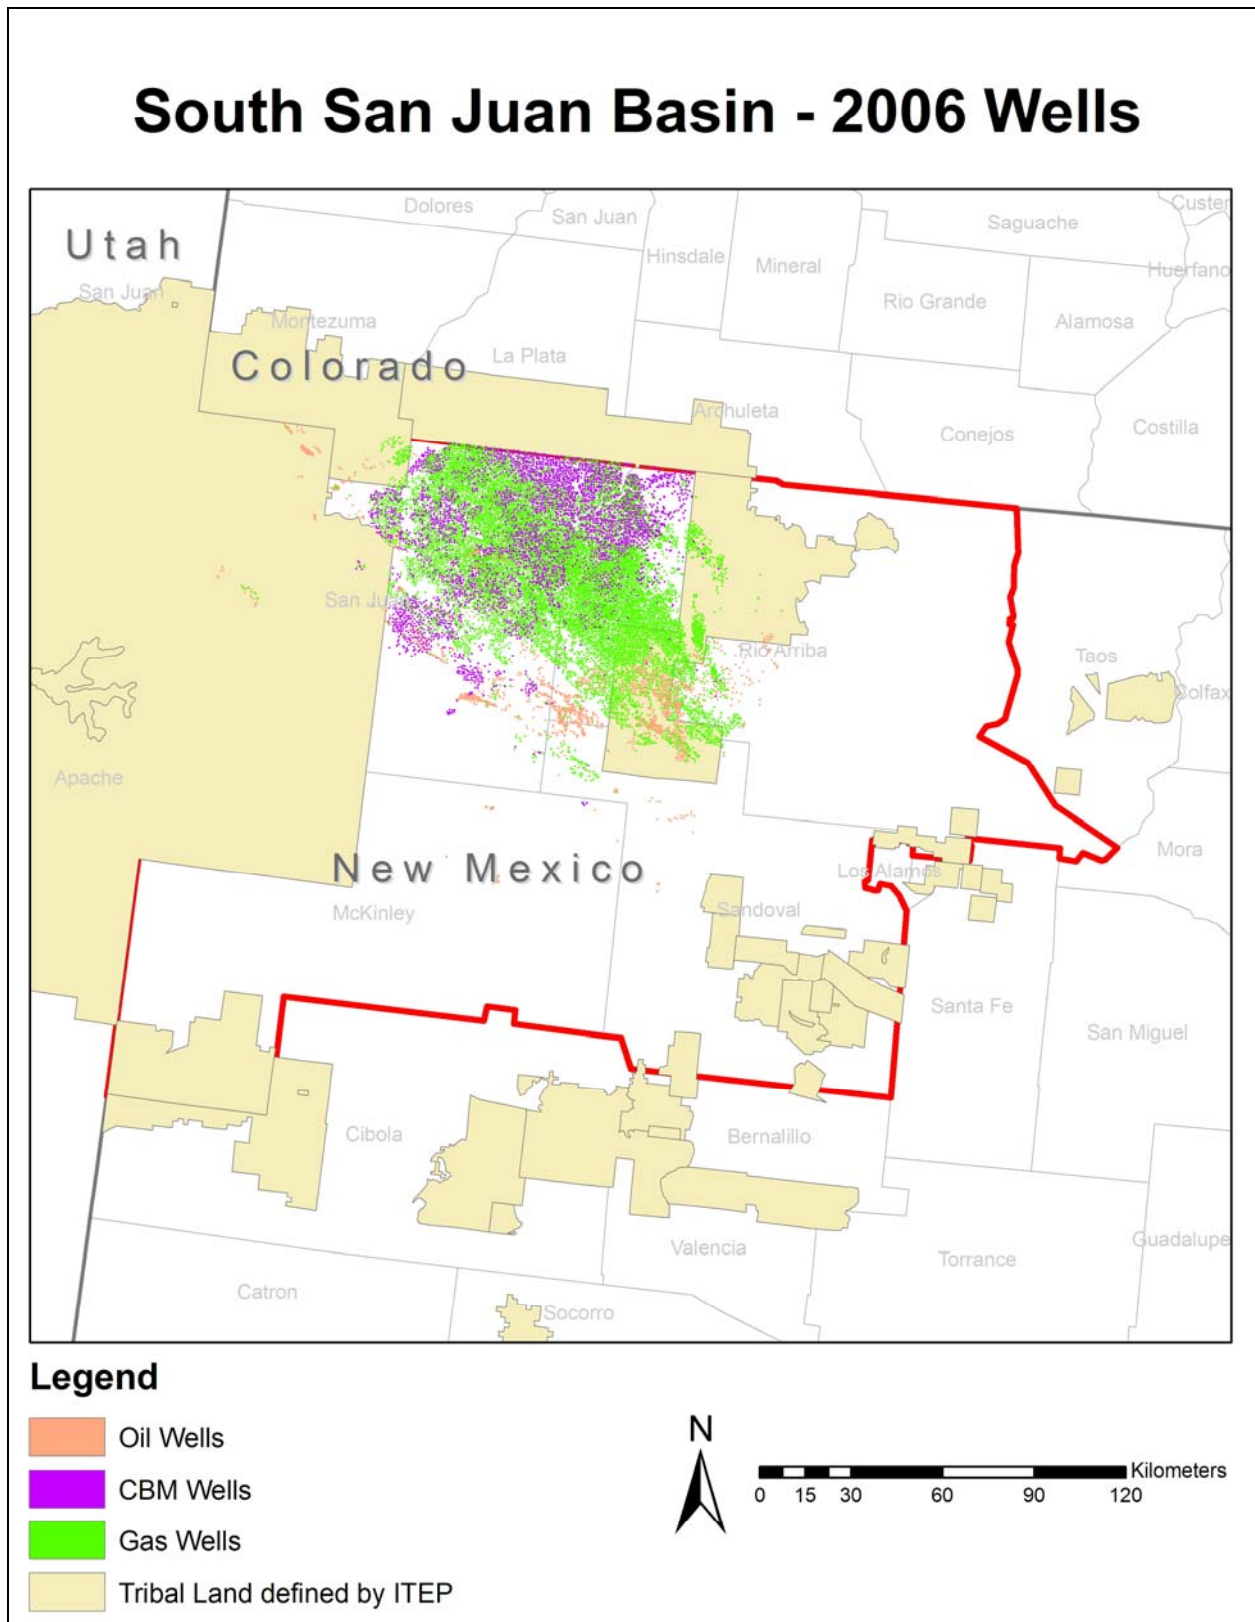 South San Juan Basin - 2006 Wells
Dolores
San Juan
Saguache
Custer
Utah
Hinsdale
Mineral
Huerfano
San Juan
Rio Grande
Montezuma
Alamosa
Colorado
La Plata
Archuleta
Conejos
Costilla
San Juan
Rio Arriba
Taos
Colfax
Apache
New Mexico
Los Alamos
Mora
McKinley
Sandoval
Santa Fe
San Miguel
Cibola
Bernalillo
Valencia
Torrance
Guadalupe
Catron
Socorro
Legend
Oil Wells
CBM Wells
Gas Wells
Tribal Land defined by ITEP
N
Kilometers
0 15 30 60 90 120